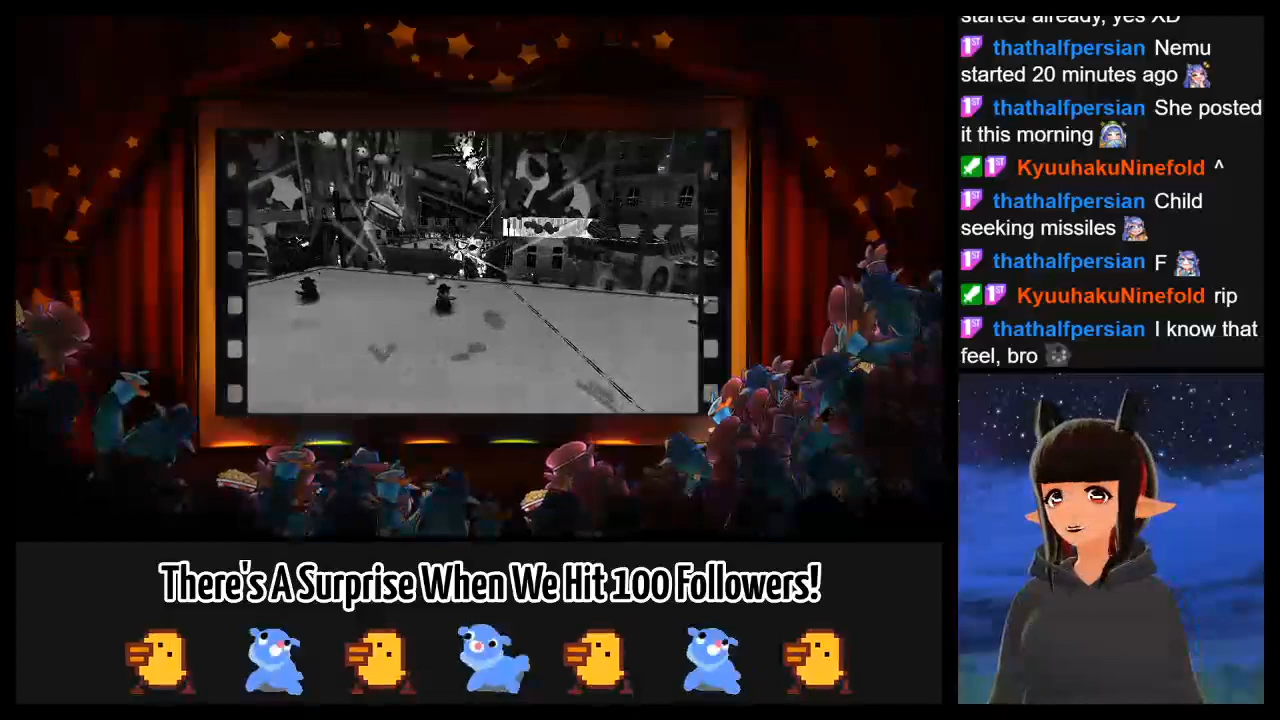 started already, yes XD
thathalfpersian Nemu
started 20 minutes ago
thathalfpersian She posted
it this morning
KyuuhakuNinefold ^
thathalfpersian Child
seeking missiles
thathalfpersian F
KyuuhakuNinefold rip
thathalfpersian I know that
feel, bro
There's A Surprise When We Hit 100 Followers!